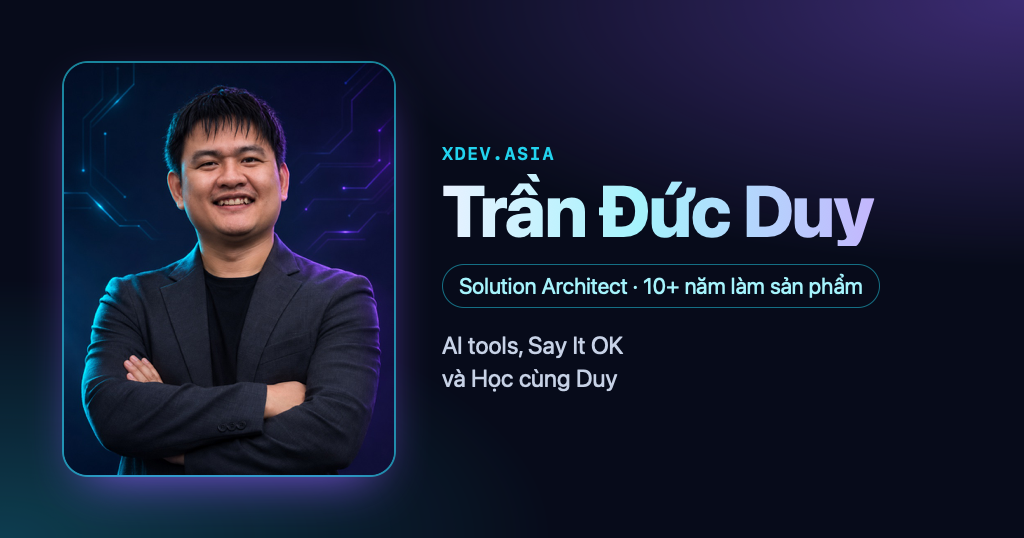 XDEV.ASIA
Trần Đức Duy
Solution Architect · 10+ năm làm sản phẩm
AI tools, Say It OK
và Học cùng Duy